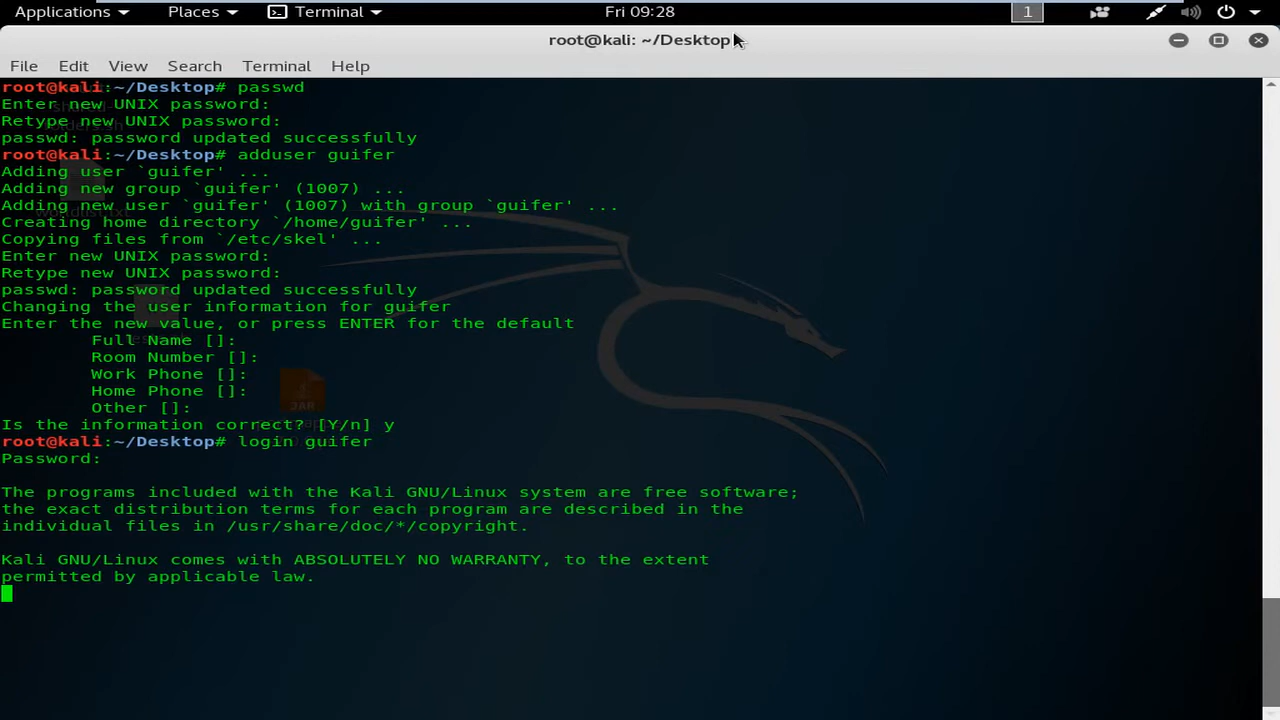 Applications Places Terminal Fri 09:28 1
root@kali: ~/Desktop
File Edit View Search Terminal Help
root@kali:~/Desktop# passwd
Enter new UNIX password:
Retype new UNIX password:
passwd: password updated successfully
root@kali:~/Desktop# adduser guifer
Adding user `guifer' ...
Adding new group `guifer' (1007) ...
Adding new user `guifer' (1007) with group `guifer' ...
Creating home directory `/home/guifer' ...
Copying files from `/etc/skel' ...
Enter new UNIX password:
Retype new UNIX password:
passwd: password updated successfully
Changing the user information for guifer
Enter the new value, or press ENTER for the default
Full Name []:
Room Number []:
Work Phone []:
Home Phone []:
Other []:
JAR
Is the information correct? [Y/n] y
root@kali:~/Desktop# login guifer
Password:
The programs included with the Kali GNU/Linux system are free software;
the exact distribution terms for each program are described in the
individual files in /usr/share/doc/*/copyright.
Kali GNU/Linux comes with ABSOLUTELY NO WARRANTY, to the extent
permitted by applicable law.